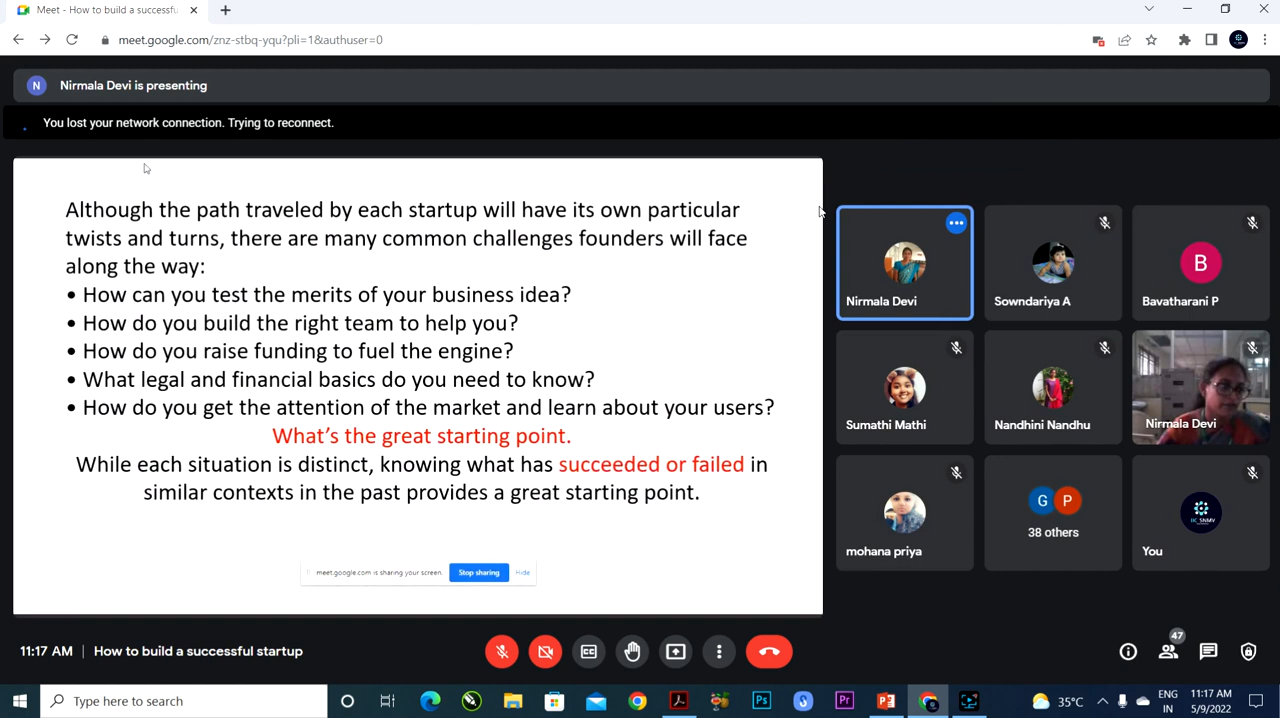 Meet - How to build a successfu
meet.google.com/znz-stbq-yqu?pli=1&authuser=0
N
Nirmala Devi is presenting
You lost your network connection. Trying to reconnect.
Although the path traveled by each startup will have its own particular
twists and turns, there are many common challenges founders will face
along the way:
• How can you test the merits of your business idea?
• How do you build the right team to help you?
• How do you raise funding to fuel the engine?
• What legal and financial basics do you need to know?
• How do you get the attention of the market and learn about your users?
What's the great starting point.
While each situation is distinct, knowing what has succeeded or failed in
similar contexts in the past provides a great starting point.
meet.google.com is sharing your screen. Stop sharing Hide
Nirmala Devi
Sowndariya A
B
Bavatharani P
Sumathi Mathi
Nandhini Nandhu
Nirmala Devi
mohana priya
G P
38 others
IIC SNMV
You
11:17 AM How to build a successful startup
47
Type here to search
Ps
S
Pr
35°C
ENG
IN
11:17 AM
5/9/2022